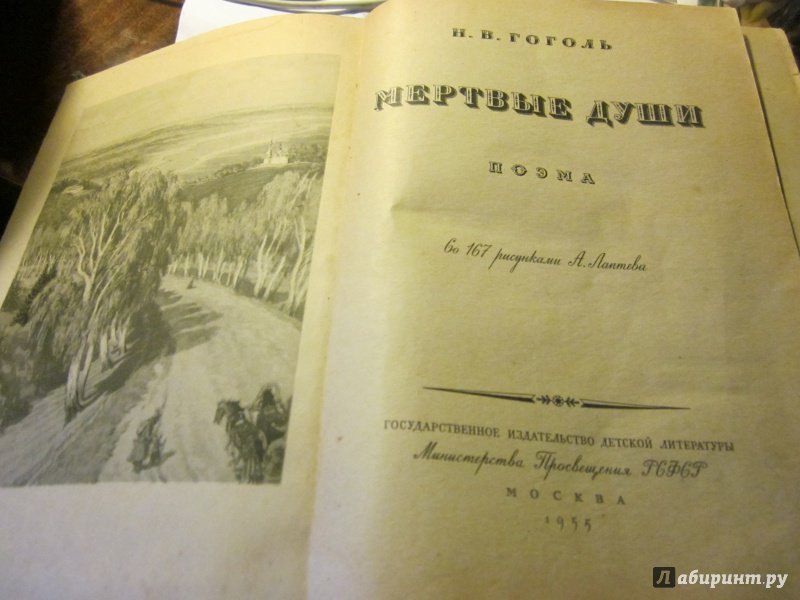 Н. В. ГОГОЛЬ
МЕРТВЫЕ ДУШИ
ПОЭМА
Со 167 рисунками А. Лаптева
ГОСУДАРСТВЕННОЕ ИЗДАТЕЛЬСТВО ДЕТСКОЙ ЛИТЕРАТУРЫ
Министерства Просвещения РСФСР
МОСКВА
1955
Лабиринт.ру